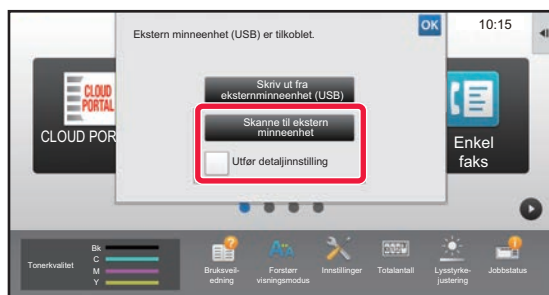 Ekstern minneenhet (USB) er tilkoblet.
OK
10:15
Skriv ut fra
eksternminneenhet (USB)
Skanne til ekstern
minneenhet
Utfør detaljinnstilling
CLOUD
PORTAL
CLOUD POR
Enkel
faks
Tonerkvalitet
Bk
C
M
Y
Bruksveil-
edning
Forstørr
visningsmodus
Innstillinger
Totalantall
Lysstyrke-
justering
Jobbstatus